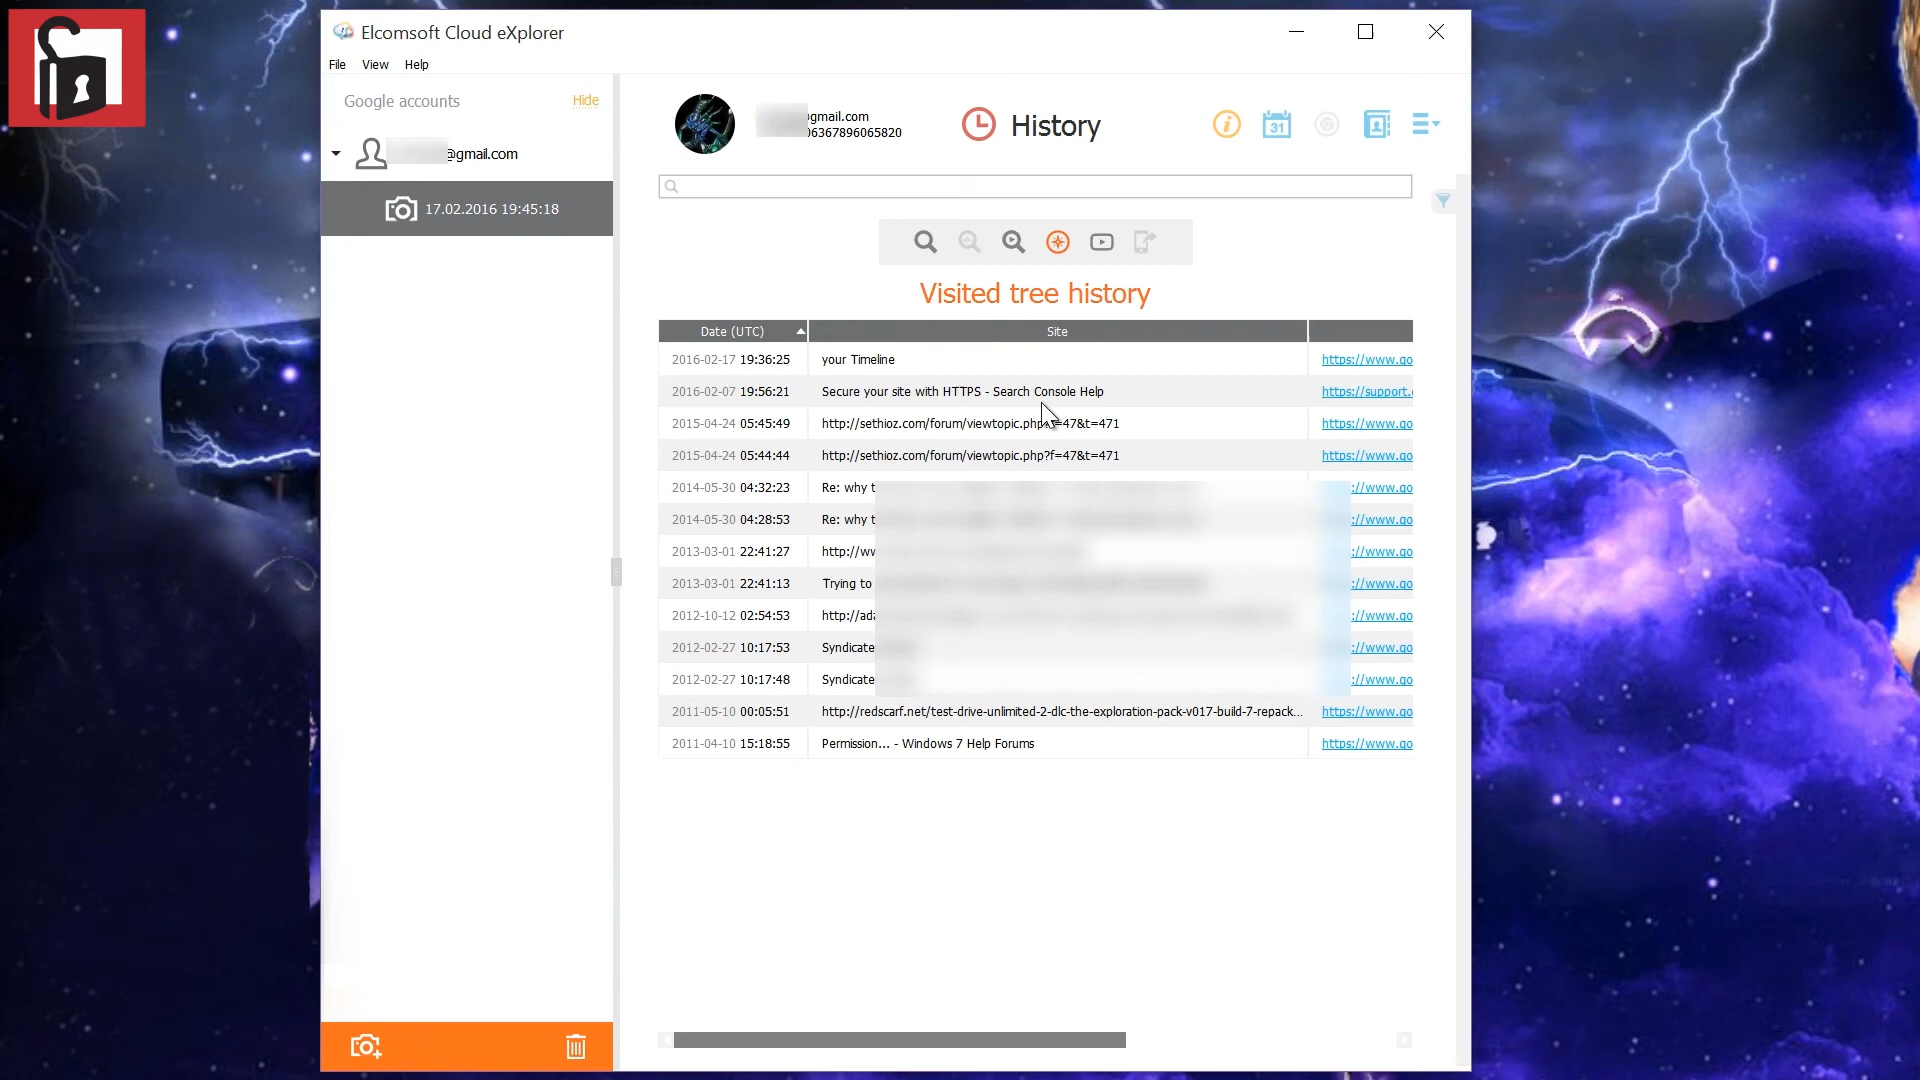 Elcomsoft Cloud eXplorer
File View Help
Google accounts Hide
@gmail.com
17.02.2016 19:45:18
gmail.com
06367896065820
History
31
Visited tree history
Date (UTC) Site
2016-02-17 19:36:25 your Timeline https://www.go
2016-02-07 19:56:21 Secure your site with HTTPS - Search Console Help https://support.
2015-04-24 05:45:49 http://sethioz.com/forum/viewtopic.php?f=47&t=471 https://www.go
2015-04-24 05:44:44 http://sethioz.com/forum/viewtopic.php?f=47&t=471 https://www.go
2014-05-30 04:32:23 Re: why t ://www.go
2014-05-30 04:28:53 Re: why t ://www.go
2013-03-01 22:41:27 http://ww ://www.go
2013-03-01 22:41:13 Trying to ://www.go
2012-10-12 02:54:53 http://ada ://www.go
2012-02-27 10:17:53 Syndicate ://www.go
2012-02-27 10:17:48 Syndicate ://www.go
2011-05-10 00:05:51 http://redscarf.net/test-drive-unlimited-2-dlc-the-exploration-pack-v017-build-7-repack... https://www.go
2011-04-10 15:18:55 Permission... - Windows 7 Help Forums https://www.go